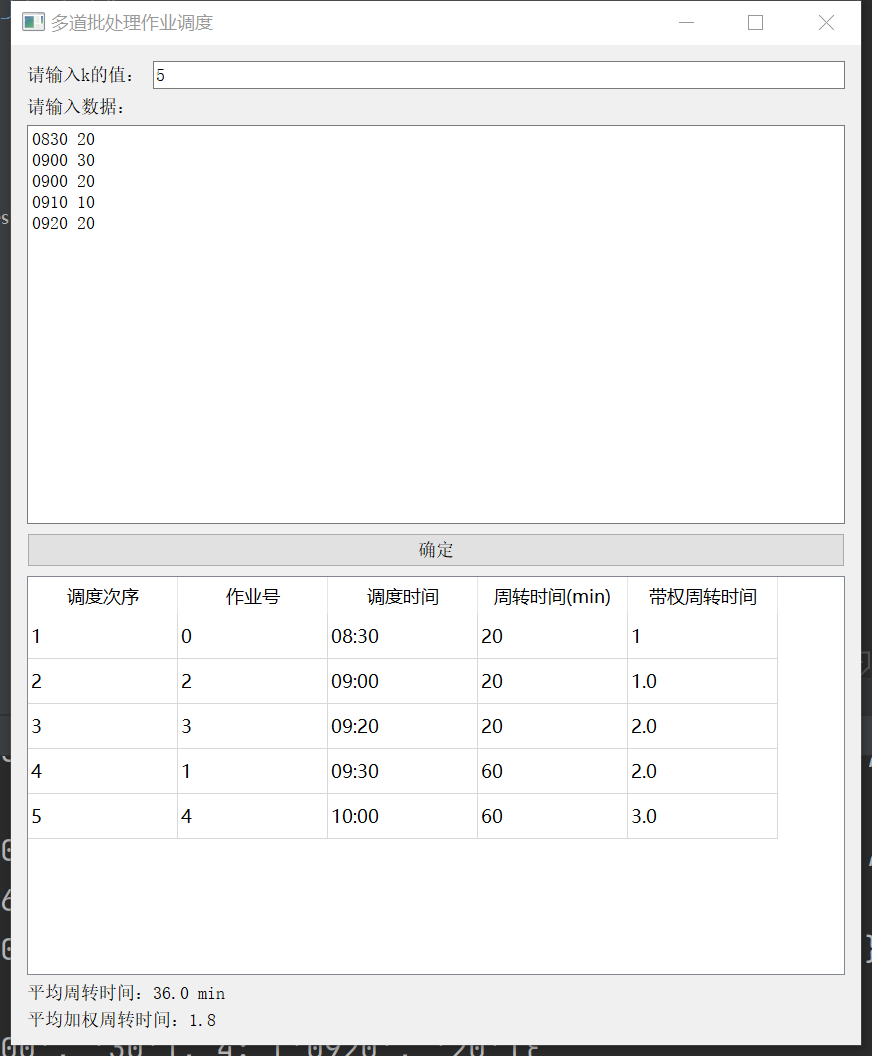 多道批处理作业调度
请输入k的值： 5
请输入数据：
0830 20
0900 30
0900 20
0910 10
0920 20
确定
调度次序 作业号 调度时间 周转时间(min) 带权周转时间
1 0 08:30 20 1
2 2 09:00 20 1.0
3 3 09:20 20 2.0
4 1 09:30 60 2.0
5 4 10:00 60 3.0
平均周转时间：36.0 min
平均加权周转时间：1.8